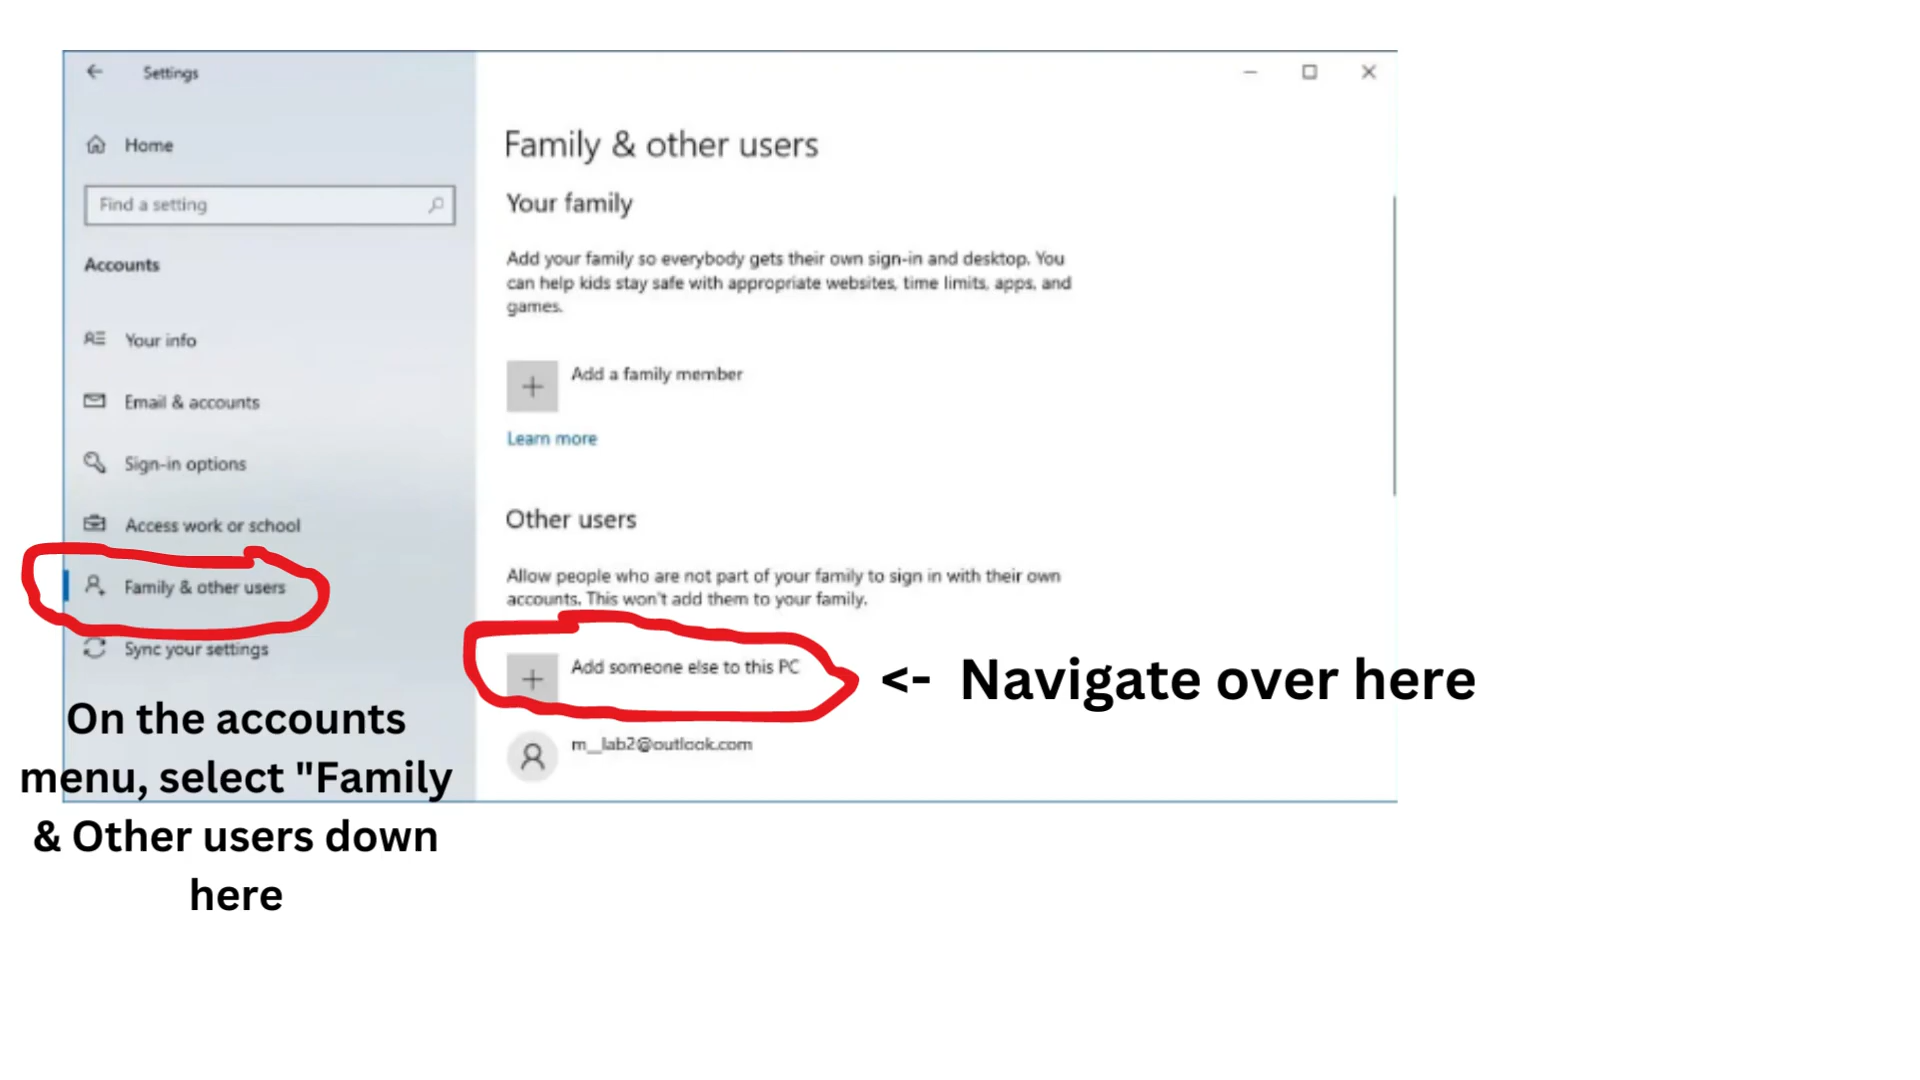 Settings
Home
Find a setting
Accounts
Your info
Email & accounts
Sign-in options
Access work or school
Family & other users
Sync your settings
On the accounts
menu, select "Family
& Other users down
here
Family & other users
Your family
Add your family so everybody gets their own sign-in and desktop. You
can help kids stay safe with appropriate websites, time limits, apps, and
games.
Add a family member
Learn more
Other users
Allow people who are not part of your family to sign in with their own
accounts. This won't add them to your family.
Add someone else to this PC
<- Navigate over here
m__lab2@outlook.com